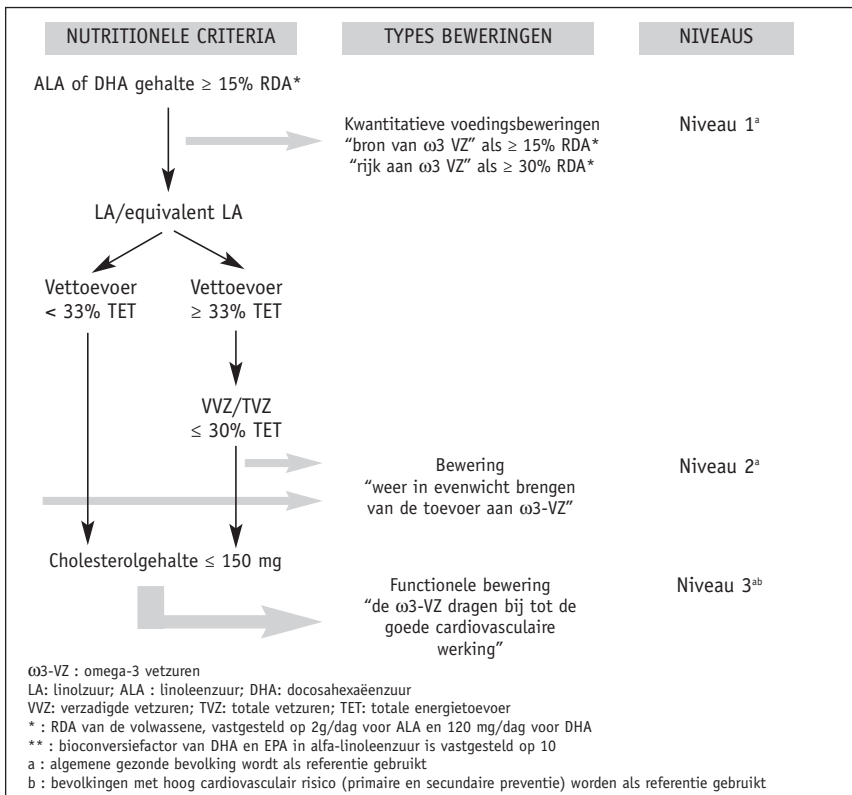 NUTRITIONELE CRITERIA
TYPES BEWERINGEN
NIVEAUS
ALA of DHA gehalte ≥ 15% RDA*
Kwantitatieve voedingsbeweringen
“bron van ω3 VZ” als ≥ 15% RDA*
“rijk aan ω3 VZ” als ≥ 30% RDA*
Niveau 1ᵃ
LA/equivalent LA
Vettoevoer
< 33% TET
Vettoevoer
≥ 33% TET
VVZ/TVZ
≤ 30% TET
Bewering
“weer in evenwicht brengen
van de toevoer aan ω3-VZ”
Niveau 2ᵃ
Cholesterolgehalte ≤ 150 mg
Functionele bewering
“de ω3-VZ dragen bij tot de
goede cardiovasculaire
werking”
Niveau 3ᵃᵇ
ω3-VZ : omega-3 vetzuren
LA: linolzuur; ALA : linoleenzuur; DHA: docosahexaëenzuur
VVZ: verzadigde vetzuren; TVZ: totale vetzuren; TET: totale energietoevoer
* : RDA van de volwassene, vastgesteld op 2g/dag voor ALA en 120 mg/dag voor DHA
** : bioconversiefactor van DHA en EPA in alfa-linoleenzuur is vastgesteld op 10
a : algemene gezonde bevolking wordt als referentie gebruikt
b : bevolkingen met hoog cardiovasculair risico (primaire en secundaire preventie) worden als referentie gebruikt